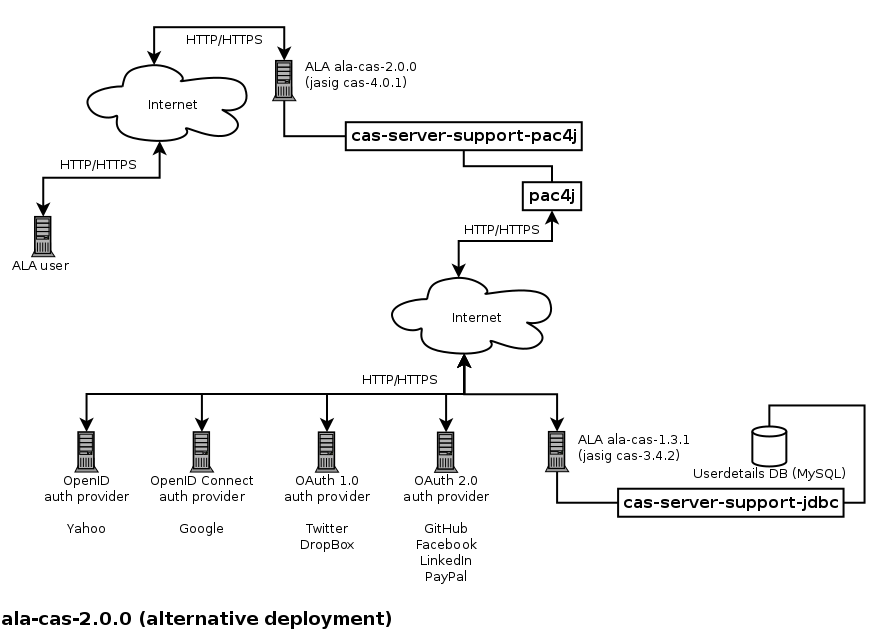 HTTP/HTTPS
ALA ala-cas-2.0.0
(jasig cas-4.0.1)
Internet
cas-server-support-pac4j
HTTP/HTTPS
pac4j
HTTP/HTTPS
ALA user
Internet
HTTP/HTTPS
ALA ala-cas-1.3.1
(jasig cas-3.4.2)
Userdetails DB (MySQL)
cas-server-support-jdbc
OpenID
auth provider
Yahoo
OpenID Connect
auth provider
Google
OAuth 1.0
auth provider
Twitter
DropBox
OAuth 2.0
auth provider
GitHub
Facebook
LinkedIn
PayPal
ala-cas-2.0.0 (alternative deployment)